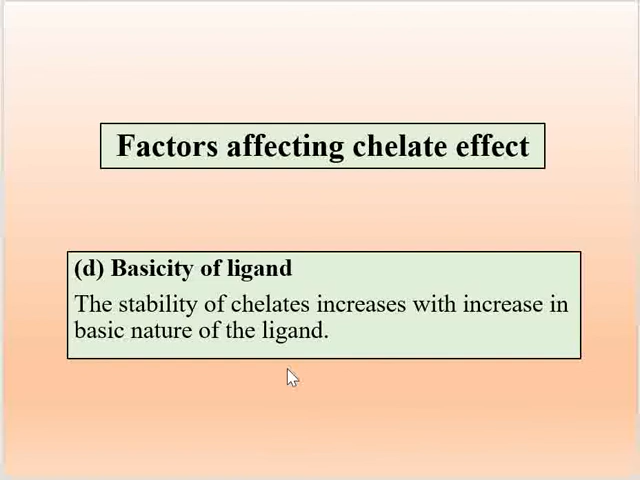 Factors affecting chelate effect
(d) Basicity of ligand
The stability of chelates increases with increase in
basic nature of the ligand.